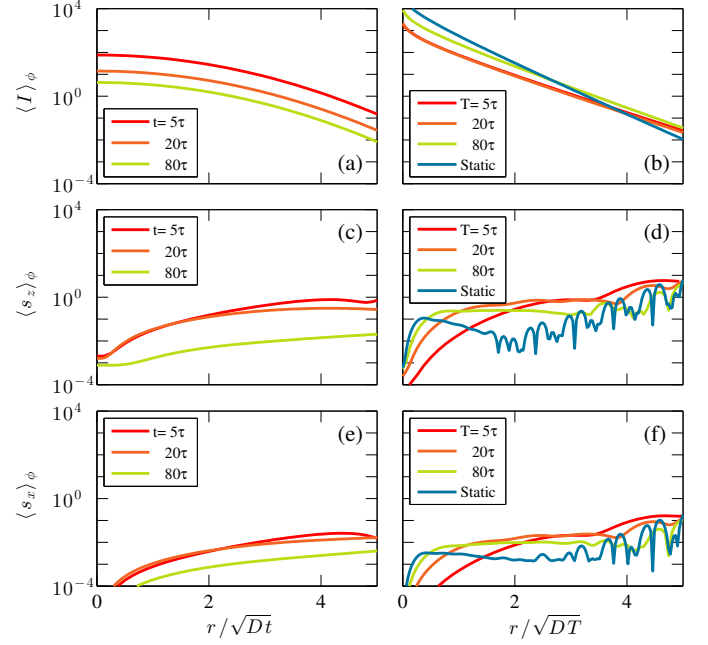 10^4
10^2
10^0
10^{-4}
⟨I⟩_ϕ
t= 5τ
20τ
80τ
(a)
T= 5τ
20τ
80τ
Static
(b)
10^4
10^0
10^{-4}
⟨s_z⟩_ϕ
t= 5τ
20τ
80τ
(c)
T= 5τ
20τ
80τ
Static
(d)
10^4
10^0
10^{-4}
⟨s_x⟩_ϕ
t= 5τ
20τ
80τ
(e)
T= 5τ
20τ
80τ
Static
(f)
0 2 4
0 2 4
r/√Dt
r/√DT